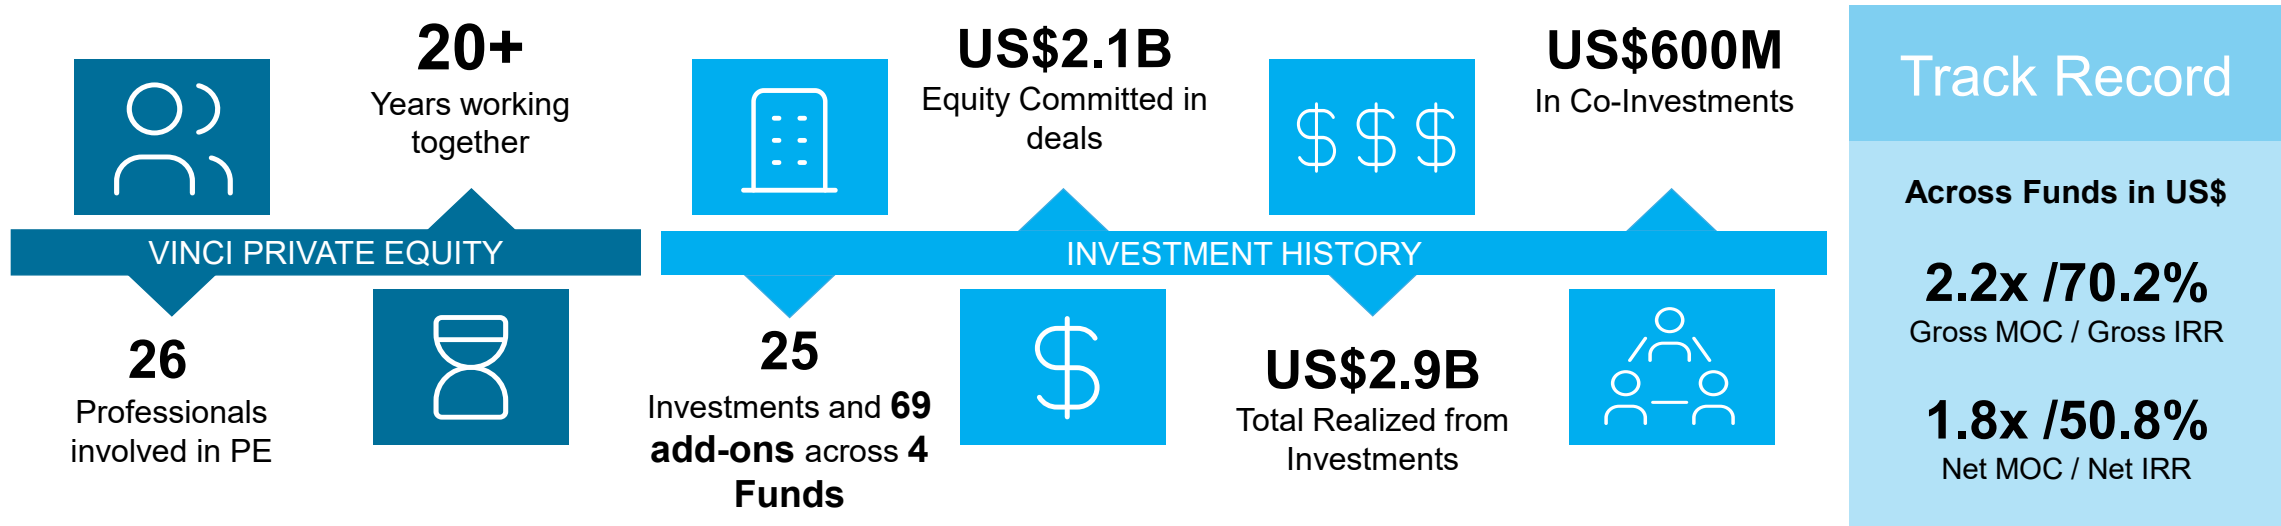 20+
Years working
together
VINCI PRIVATE EQUITY
26
Professionals
involved in PE
US$2.1B
Equity Committed in
deals
US$600M
In Co-Investments
INVESTMENT HISTORY
25
Investments and 69
add-ons across 4
Funds
US$2.9B
Total Realized from
Investments
Track Record
Across Funds in US$
2.2x /70.2%
Gross MOC / Gross IRR
1.8x /50.8%
Net MOC / Net IRR